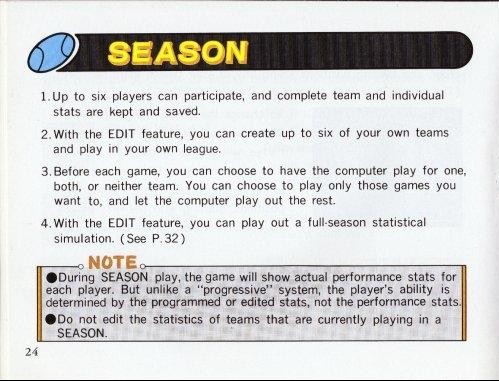 SEASON
1. Up to six players can participate, and complete team and individual
stats are kept and saved.
2. With the EDIT feature, you can create up to six of your own teams
and play in your own league.
3. Before each game, you can choose to have the computer play for one,
both, or neither team. You can choose to play only those games you
want to, and let the computer play out the rest.
4. With the EDIT feature, you can play out a full-season statistical
simulation. (See P.32)
NOTE
●During SEASON play, the game will show actual performance stats for
each player. But unlike a "progressive" system, the player's ability is
determined by the programmed or edited stats, not the performance stats.
●Do not edit the statistics of teams that are currently playing in a
SEASON.
24